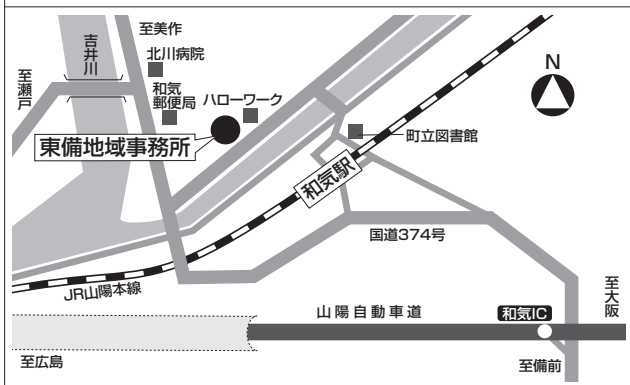 至美作
吉井川
北川病院
N
至瀬戸
和気
郵便局
ハローワーク
東備地域事務所
町立図書館
和気駅
国道374号
JR山陽本線
至大阪
山陽自動車道
和気IC
至広島
至備前